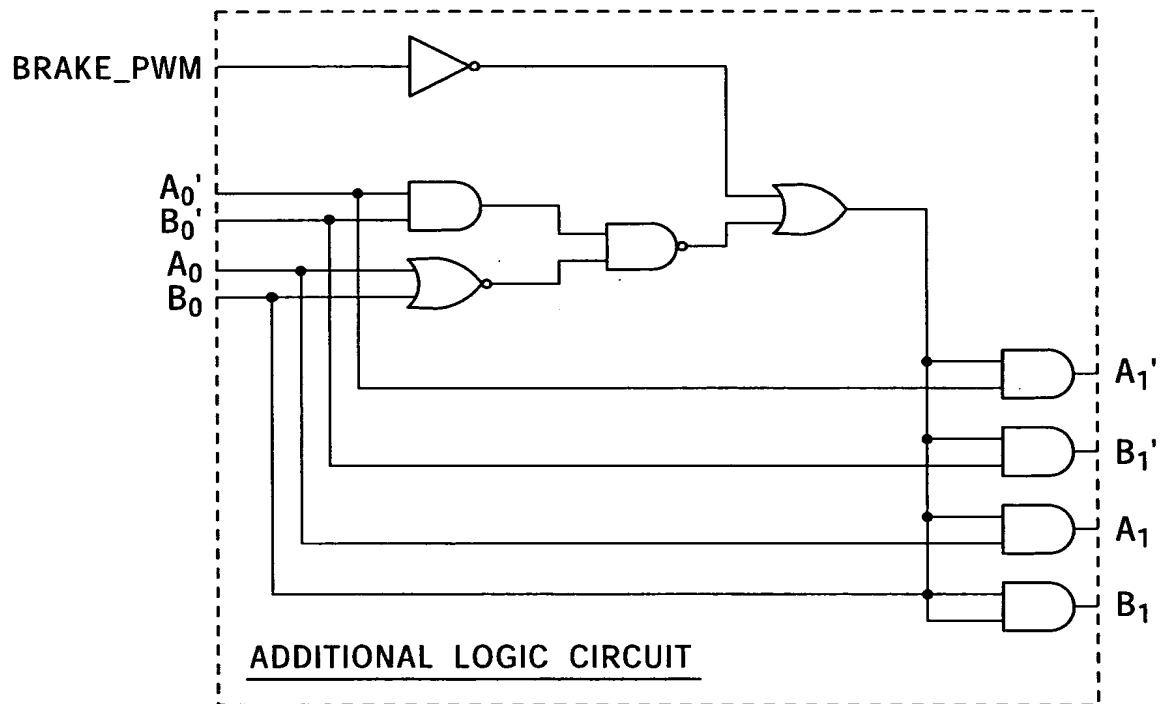 BRAKE_PWM
A₀'
B₀'
A₀
B₀
A₁'
B₁'
A₁
B₁
ADDITIONAL LOGIC CIRCUIT